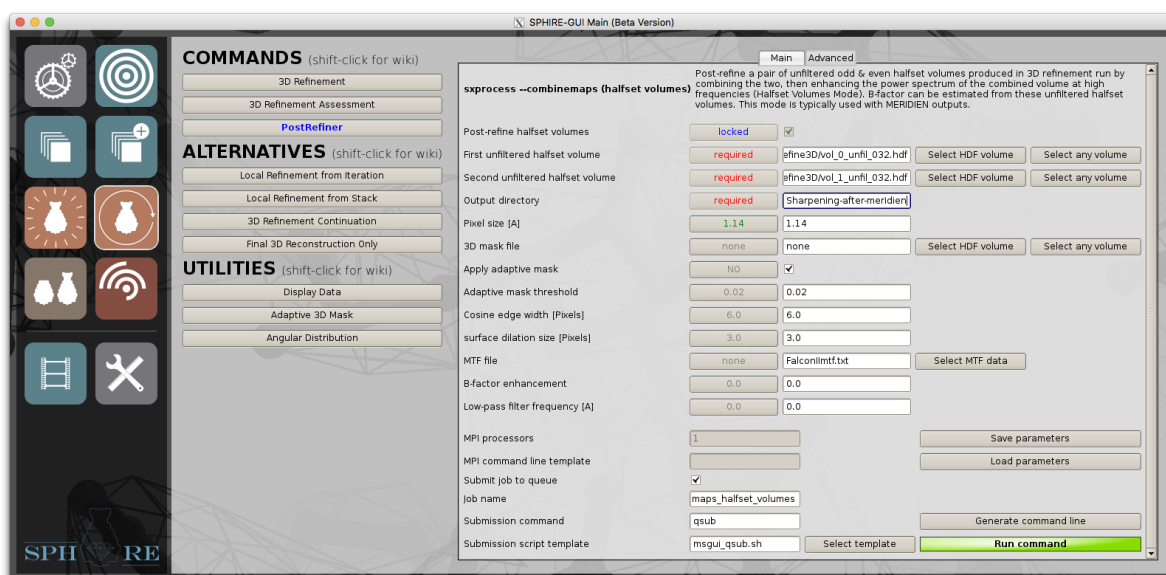 SPHIRE-GUI Main (Beta Version)
COMMANDS (shift-click for wiki)
3D Refinement
3D Refinement Assessment
PostRefiner
ALTERNATIVES (shift-click for wiki)
Local Refinement from Iteration
Local Refinement from Stack
3D Refinement Continuation
Final 3D Reconstruction Only
UTILITIES (shift-click for wiki)
Display Data
Adaptive 3D Mask
Angular Distribution
SPH RE
Main Advanced
sxprocess --combinemaps (halfset volumes)
Post-refine a pair of unfiltered odd & even halfset volumes produced in 3D refinement run by
combining the two, then enhancing the power spectrum of the combined volume at high
frequencies (Halfset Volumes Mode). B-factor can be estimated from these unfiltered halfset
volumes. This mode is typically used with MERIDIEN outputs.
Post-refine halfset volumes locked
First unfiltered halfset volume required efine3D/vol_0_unfil_032.hdf Select HDF volume Select any volume
Second unfiltered halfset volume required efine3D/vol_1_unfil_032.hdf Select HDF volume Select any volume
Output directory required Sharpening-after-meridien
Pixel size [A] 1.14 1.14
3D mask file none none Select HDF volume Select any volume
Apply adaptive mask NO
Adaptive mask threshold 0.02 0.02
Cosine edge width [Pixels] 6.0 6.0
surface dilation size [Pixels] 3.0 3.0
MTF file none FalconIImtf.txt Select MTF data
B-factor enhancement 0.0 0.0
Low-pass filter frequency [A] 0.0 0.0
MPI processors 1 Save parameters
MPI command line template Load parameters
Submit job to queue
Job name maps_halfset_volumes
Submission command qsub Generate command line
Submission script template msgui_qsub.sh Select template Run command